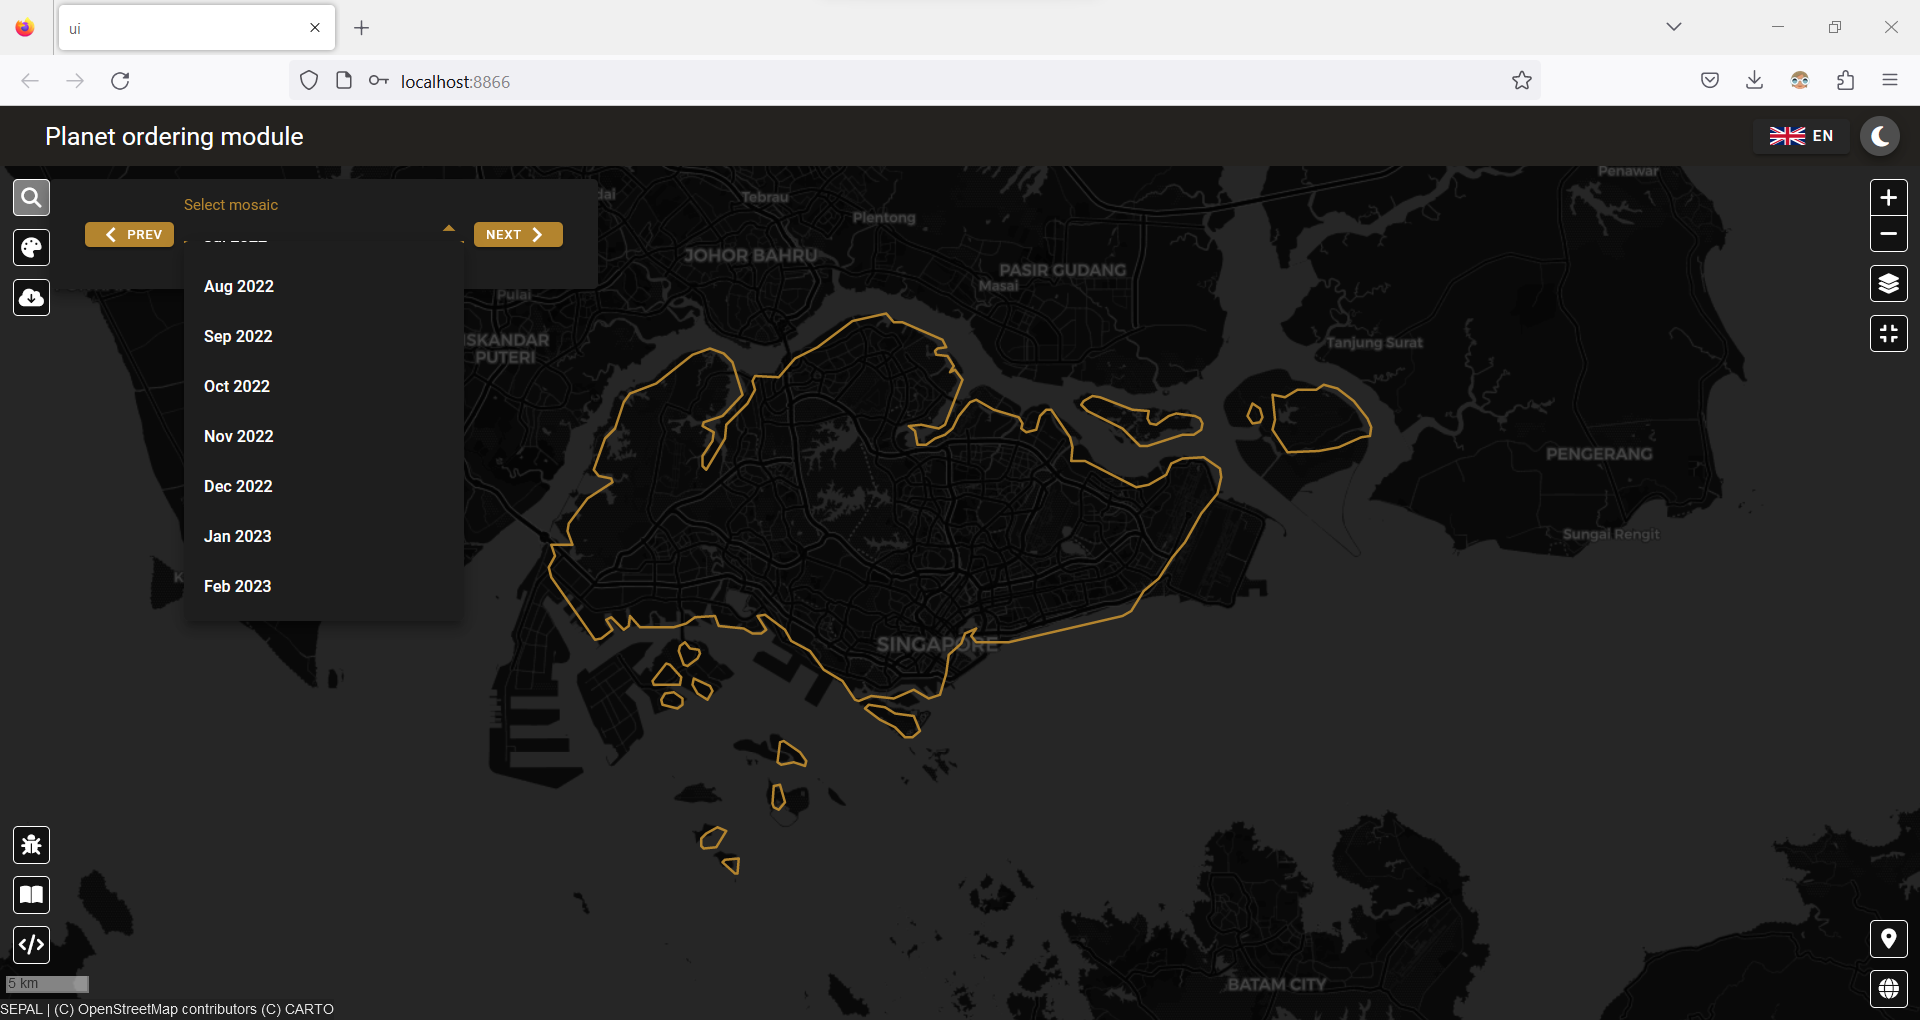 ui
localhost:8866
Planet ordering module
EN
Select mosaic
PREV
NEXT
Aug 2022
Sep 2022
Oct 2022
Nov 2022
Dec 2022
Jan 2023
Feb 2023
Penawar
Tebrau
Plentong
JOHOR BAHRU
PASIR GUDANG
Masai
Pulai
ISKANDAR
PUTERI
Tanjung Surat
PENGERANG
Sungai Rengit
SINGAPORE
BATAM CITY
5 km
SEPAL | (C) OpenStreetMap contributors (C) CARTO